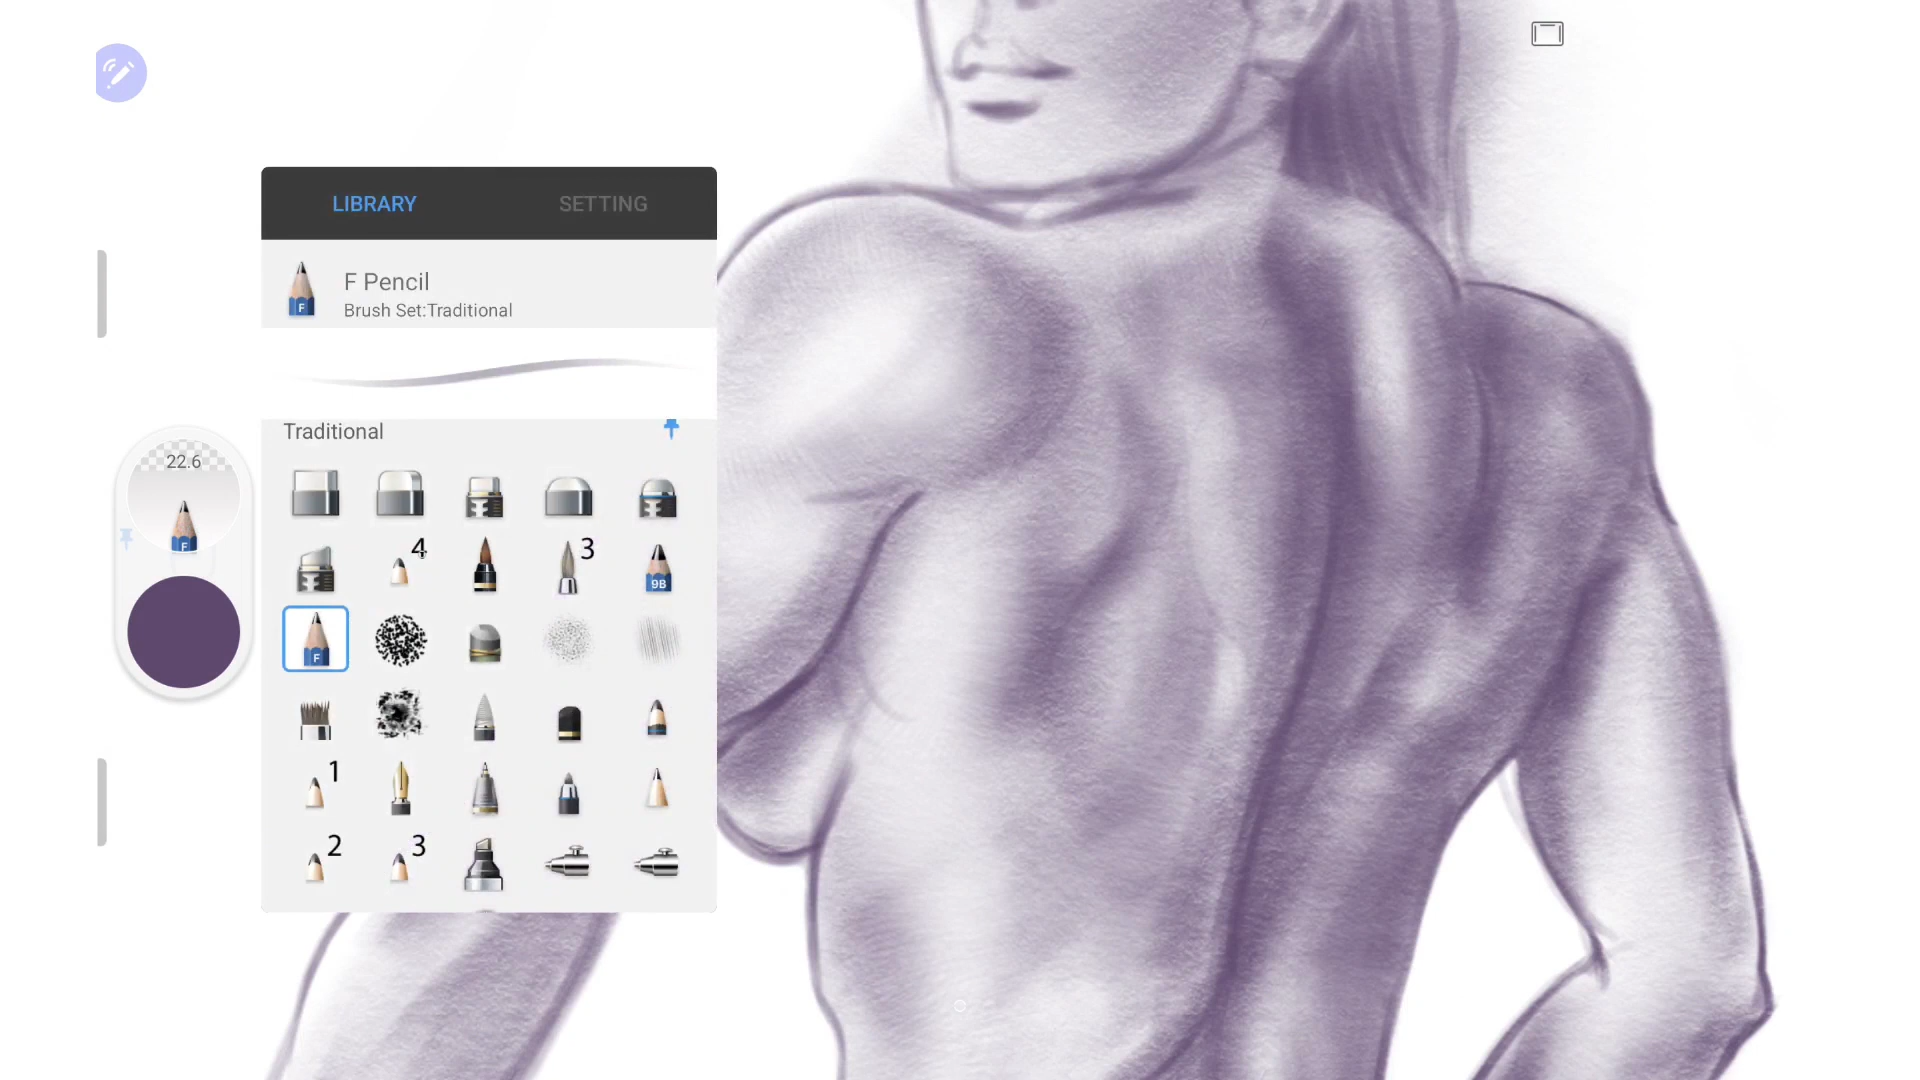 LIBRARY SETTING
F Pencil
F
Brush Set:Traditional
Traditional
22.6
F
4 3
9B
F
1
2 3